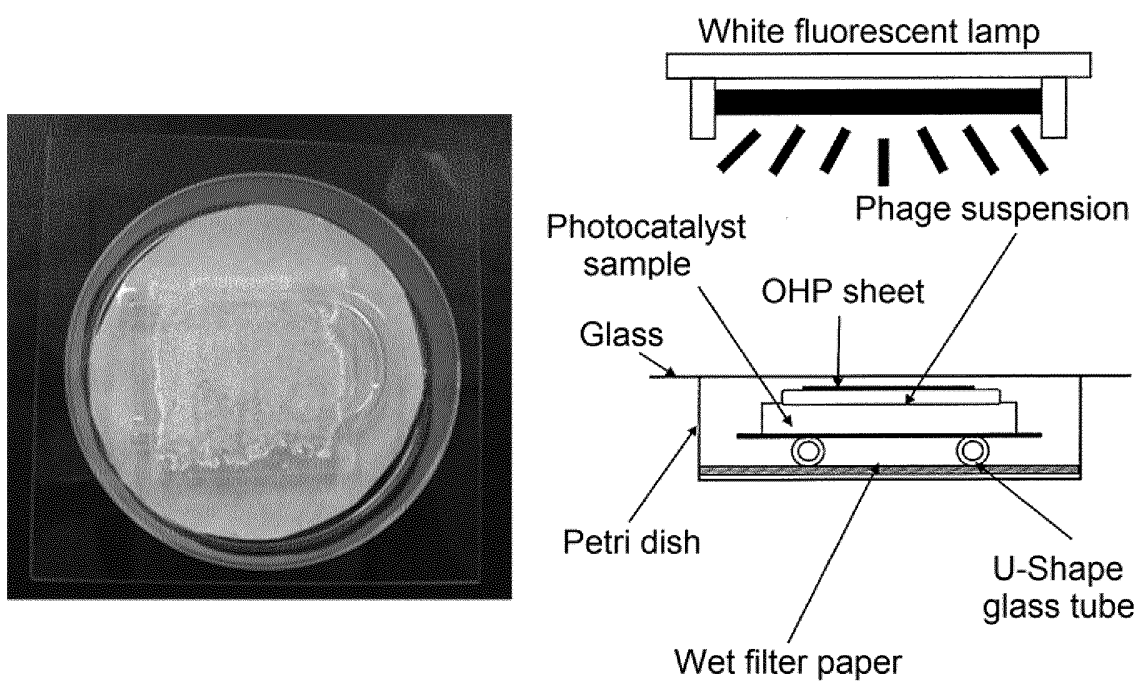 White fluorescent lamp
Phage suspension
Photocatalyst
sample
OHP sheet
Glass
Petri dish
U-Shape
glass tube
Wet filter paper